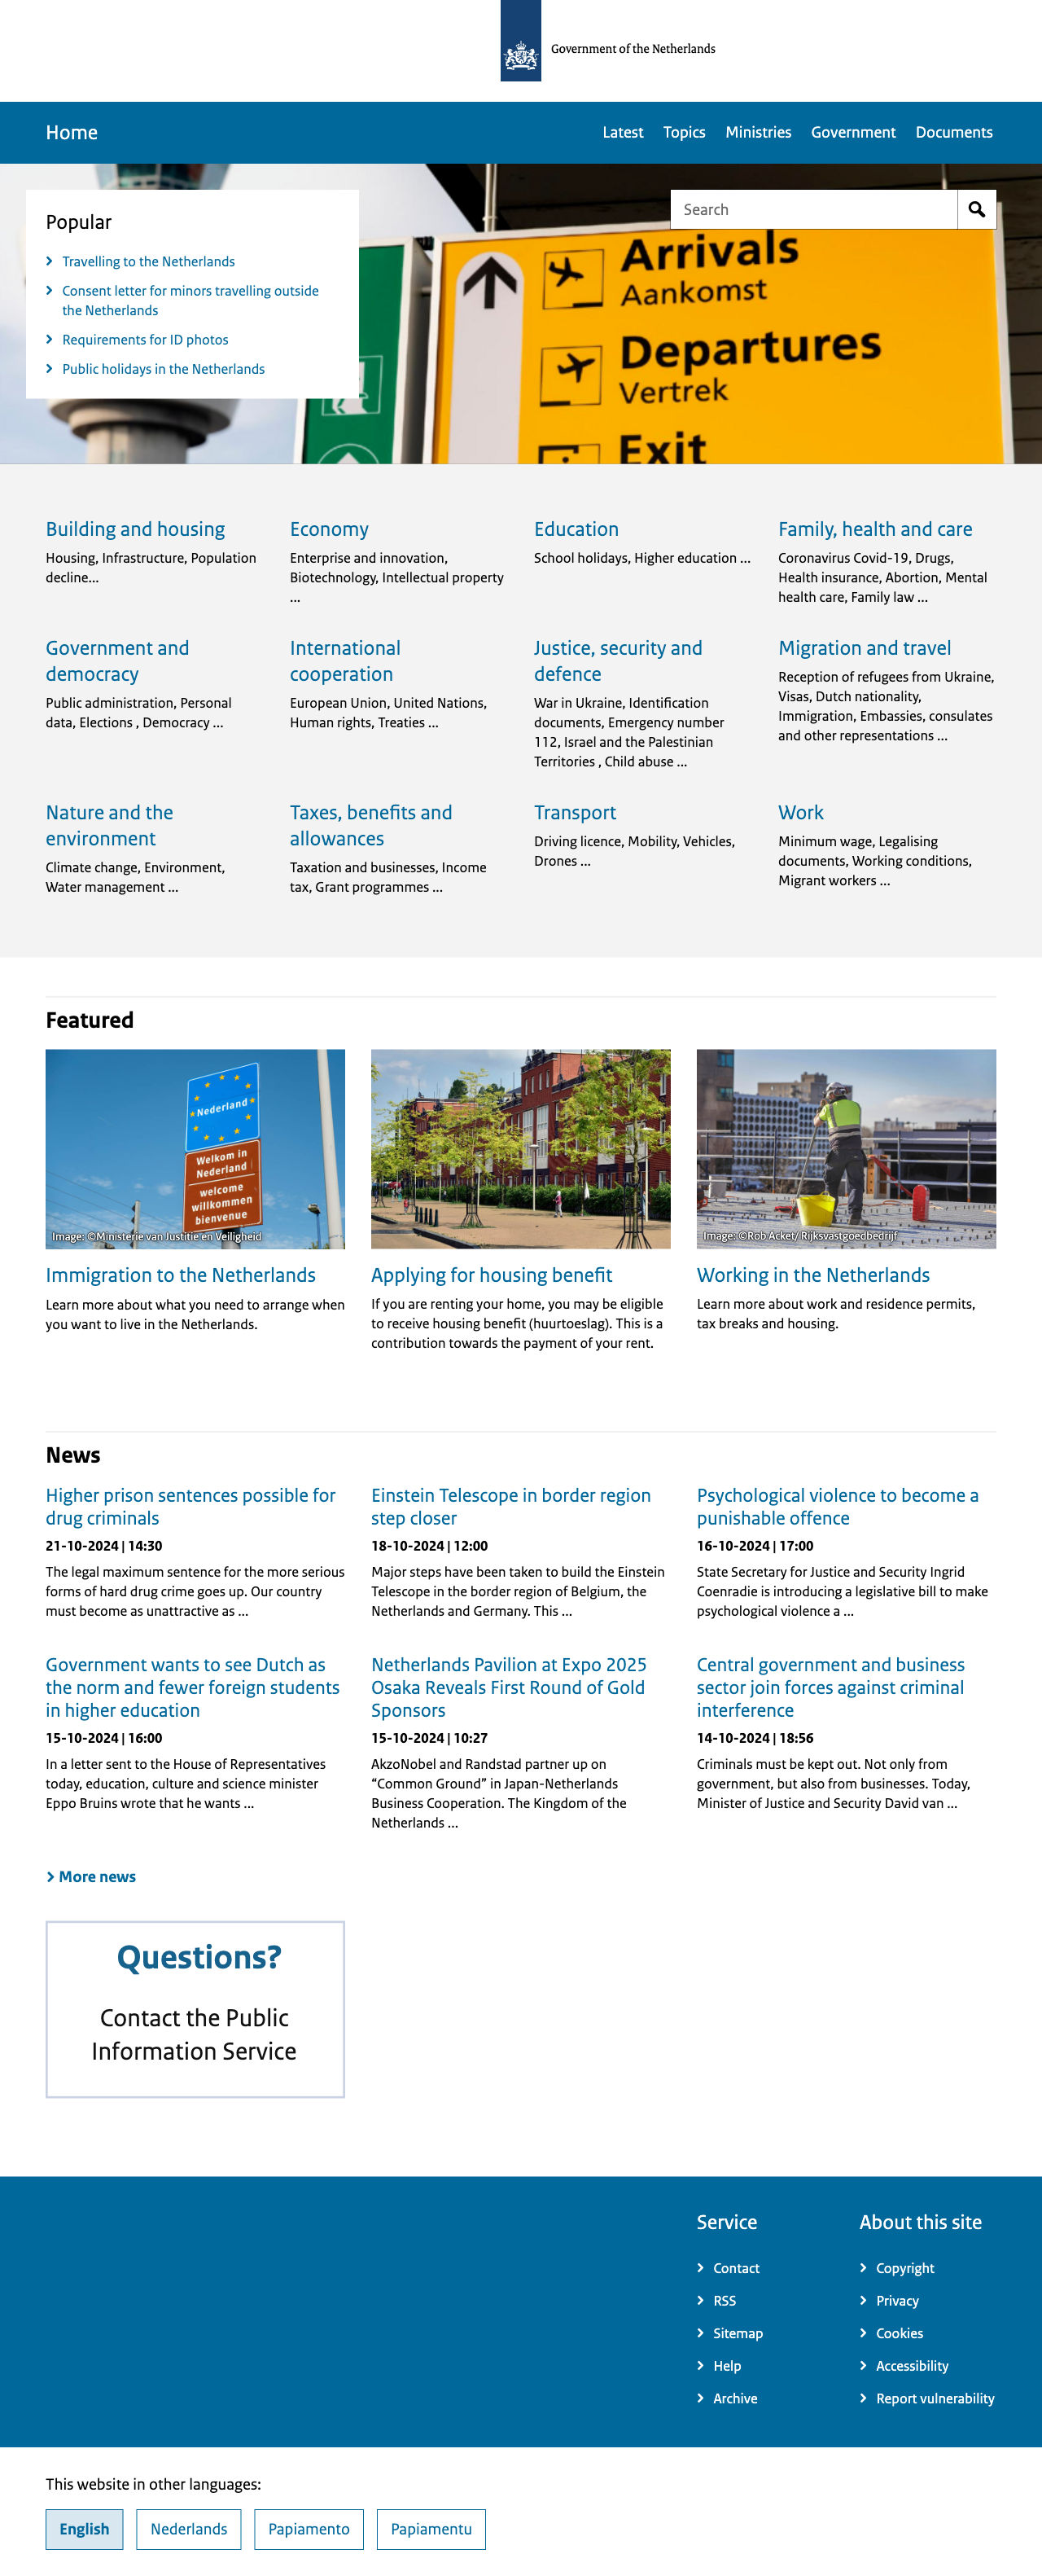 Government of the Netherlands
Home
Latest
Topics
Ministries
Government
Documents
Popular
Travelling to the Netherlands
Consent letter for minors travelling outside
the Netherlands
Requirements for ID photos
Public holidays in the Netherlands
Search
Arrivals
Aankomst
Departures
Vertrek
Exit
Building and housing
Housing, Infrastructure, Population
decline...
Economy
Enterprise and innovation,
Biotechnology, Intellectual property
...
Education
School holidays, Higher education ...
Family, health and care
Coronavirus Covid-19, Drugs,
Health insurance, Abortion, Mental
health care, Family law ...
Government and
democracy
Public administration, Personal
data, Elections , Democracy ...
International
cooperation
European Union, United Nations,
Human rights, Treaties ...
Justice, security and
defence
War in Ukraine, Identification
documents, Emergency number
112, Israel and the Palestinian
Territories , Child abuse ...
Migration and travel
Reception of refugees from Ukraine,
Visas, Dutch nationality,
Immigration, Embassies, consulates
and other representations ...
Nature and the
environment
Climate change, Environment,
Water management ...
Taxes, benefits and
allowances
Taxation and businesses, Income
tax, Grant programmes ...
Transport
Driving licence, Mobility, Vehicles,
Drones ...
Work
Minimum wage, Legalising
documents, Working conditions,
Migrant workers ...
Featured
Nederland
Welkom in
Nederland
welcome
willkommen
bienvenue
Image: ©Ministerie van Justitie en Veiligheid
Immigration to the Netherlands
Learn more about what you need to arrange when
you want to live in the Netherlands.
Applying for housing benefit
If you are renting your home, you may be eligible
to receive housing benefit (huurtoeslag). This is a
contribution towards the payment of your rent.
Image: ©Rob Acket/ Rijksvastgoedbedrijf
Working in the Netherlands
Learn more about work and residence permits,
tax breaks and housing.
News
Higher prison sentences possible for
drug criminals
21-10-2024 | 14:30
The legal maximum sentence for the more serious
forms of hard drug crime goes up. Our country
must become as unattractive as ...
Einstein Telescope in border region
step closer
18-10-2024 | 12:00
Major steps have been taken to build the Einstein
Telescope in the border region of Belgium, the
Netherlands and Germany. This ...
Psychological violence to become a
punishable offence
16-10-2024 | 17:00
State Secretary for Justice and Security Ingrid
Coenradie is introducing a legislative bill to make
psychological violence a ...
Government wants to see Dutch as
the norm and fewer foreign students
in higher education
15-10-2024 | 16:00
In a letter sent to the House of Representatives
today, education, culture and science minister
Eppo Bruins wrote that he wants ...
Netherlands Pavilion at Expo 2025
Osaka Reveals First Round of Gold
Sponsors
15-10-2024 | 10:27
AkzoNobel and Randstad partner up on
“Common Ground” in Japan-Netherlands
Business Cooperation. The Kingdom of the
Netherlands ...
Central government and business
sector join forces against criminal
interference
14-10-2024 | 18:56
Criminals must be kept out. Not only from
government, but also from businesses. Today,
Minister of Justice and Security David van ...
More news
Questions?
Contact the Public
Information Service
Service
Contact
RSS
Sitemap
Help
Archive
About this site
Copyright
Privacy
Cookies
Accessibility
Report vulnerability
This website in other languages:
English
Nederlands
Papiamento
Papiamentu